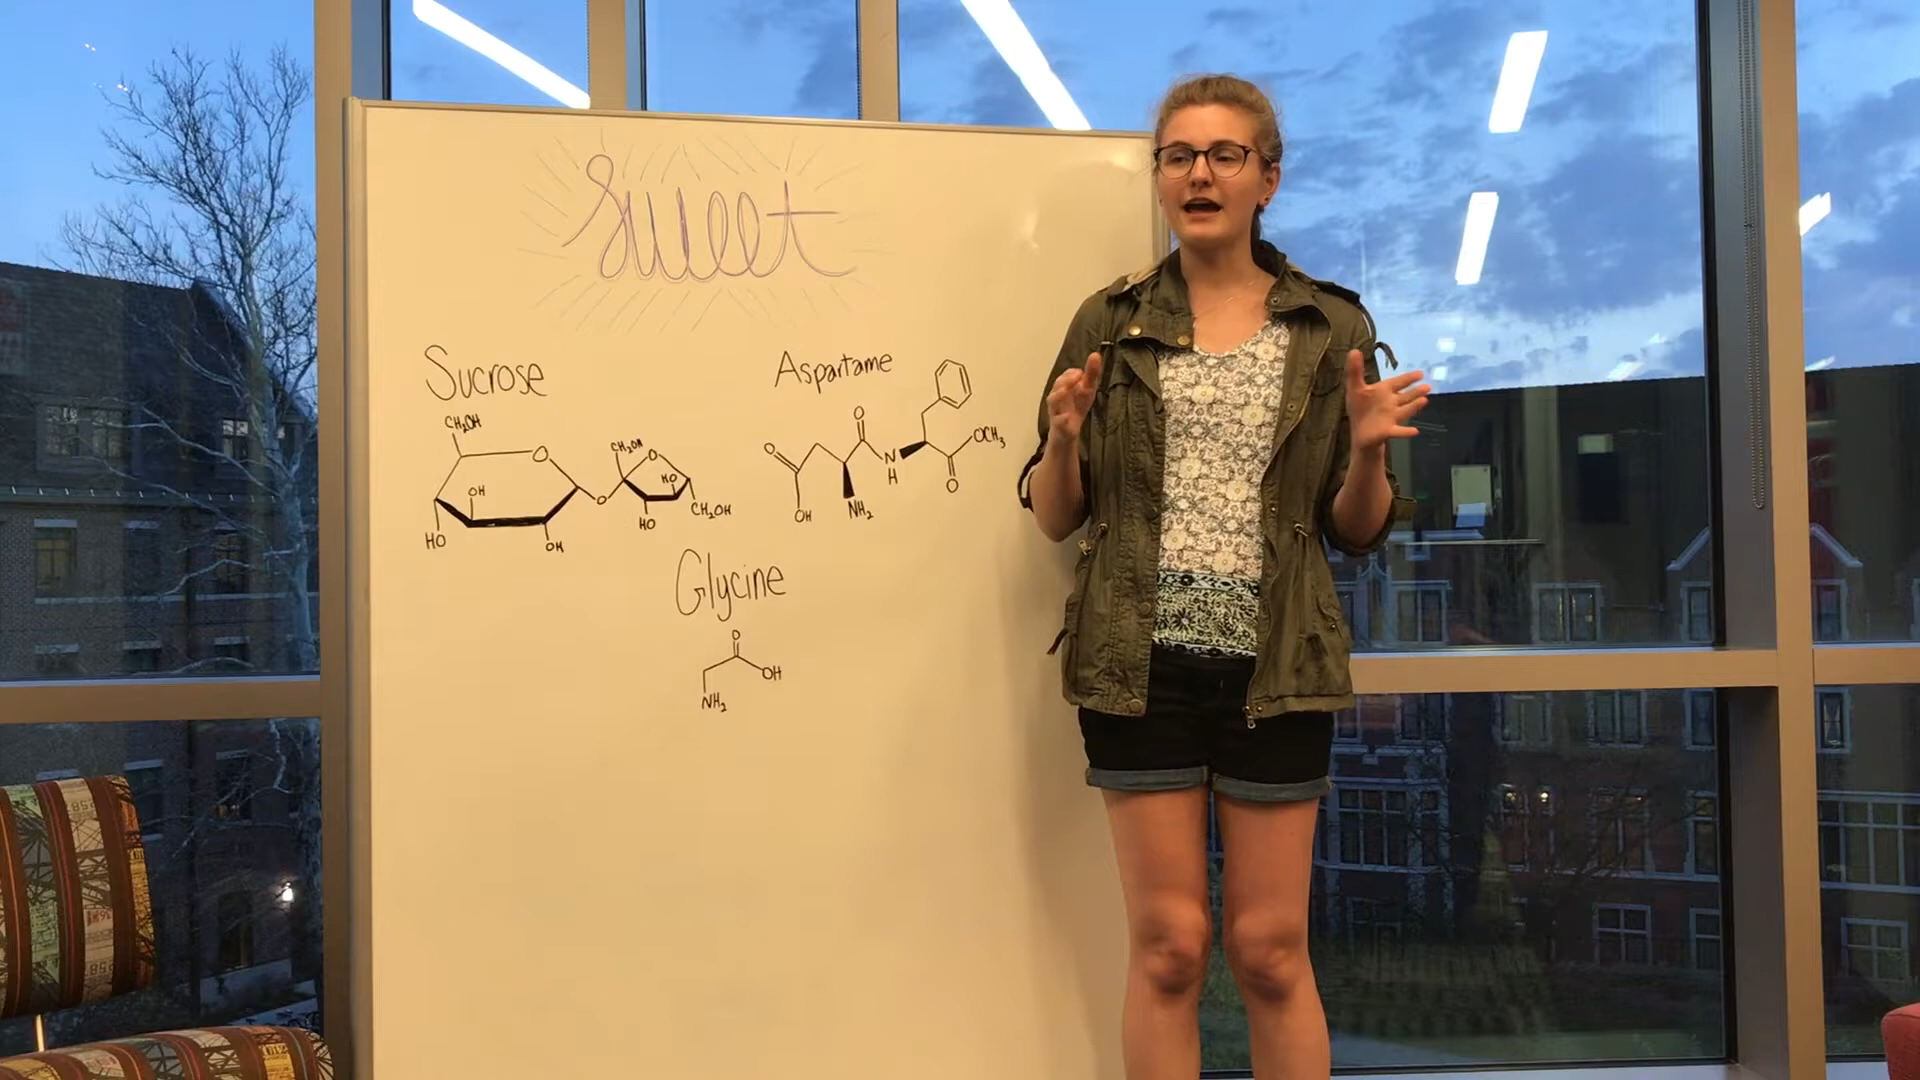 Sweet
Sucrose
Aspartame
CH2OH
O
OH
HO
OH
O
CH2OH
O
HO
HO
CH2OH
O
OH
NH2
O
N
H
O
OCH3
Glycine
O
OH
NH2